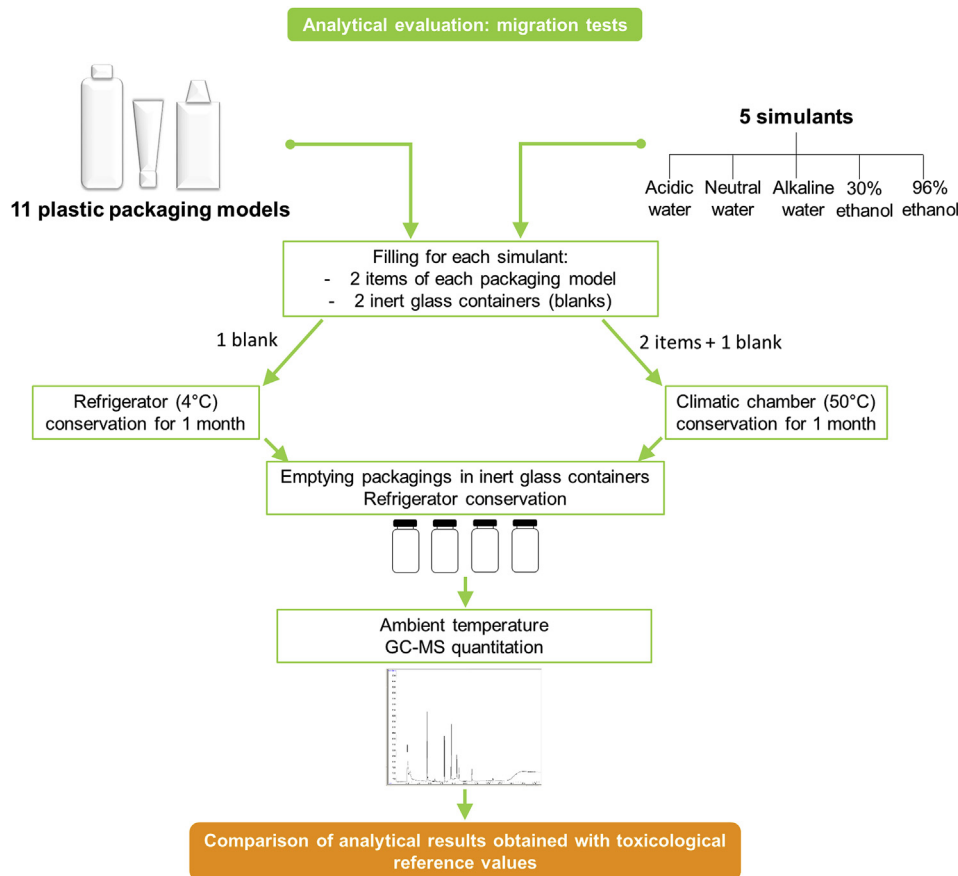 Analytical evaluation: migration tests
11 plastic packaging models
5 simulants
Acidic water
Neutral water
Alkaline water
30% ethanol
96% ethanol
Filling for each simulant:
- 2 items of each packaging model
- 2 inert glass containers (blanks)
1 blank
2 items + 1 blank
Refrigerator (4°C)
conservation for 1 month
Climatic chamber (50°C)
conservation for 1 month
Emptying packagings in inert glass containers
Refrigerator conservation
Ambient temperature
GC-MS quantitation
Comparison of analytical results obtained with toxicological
reference values